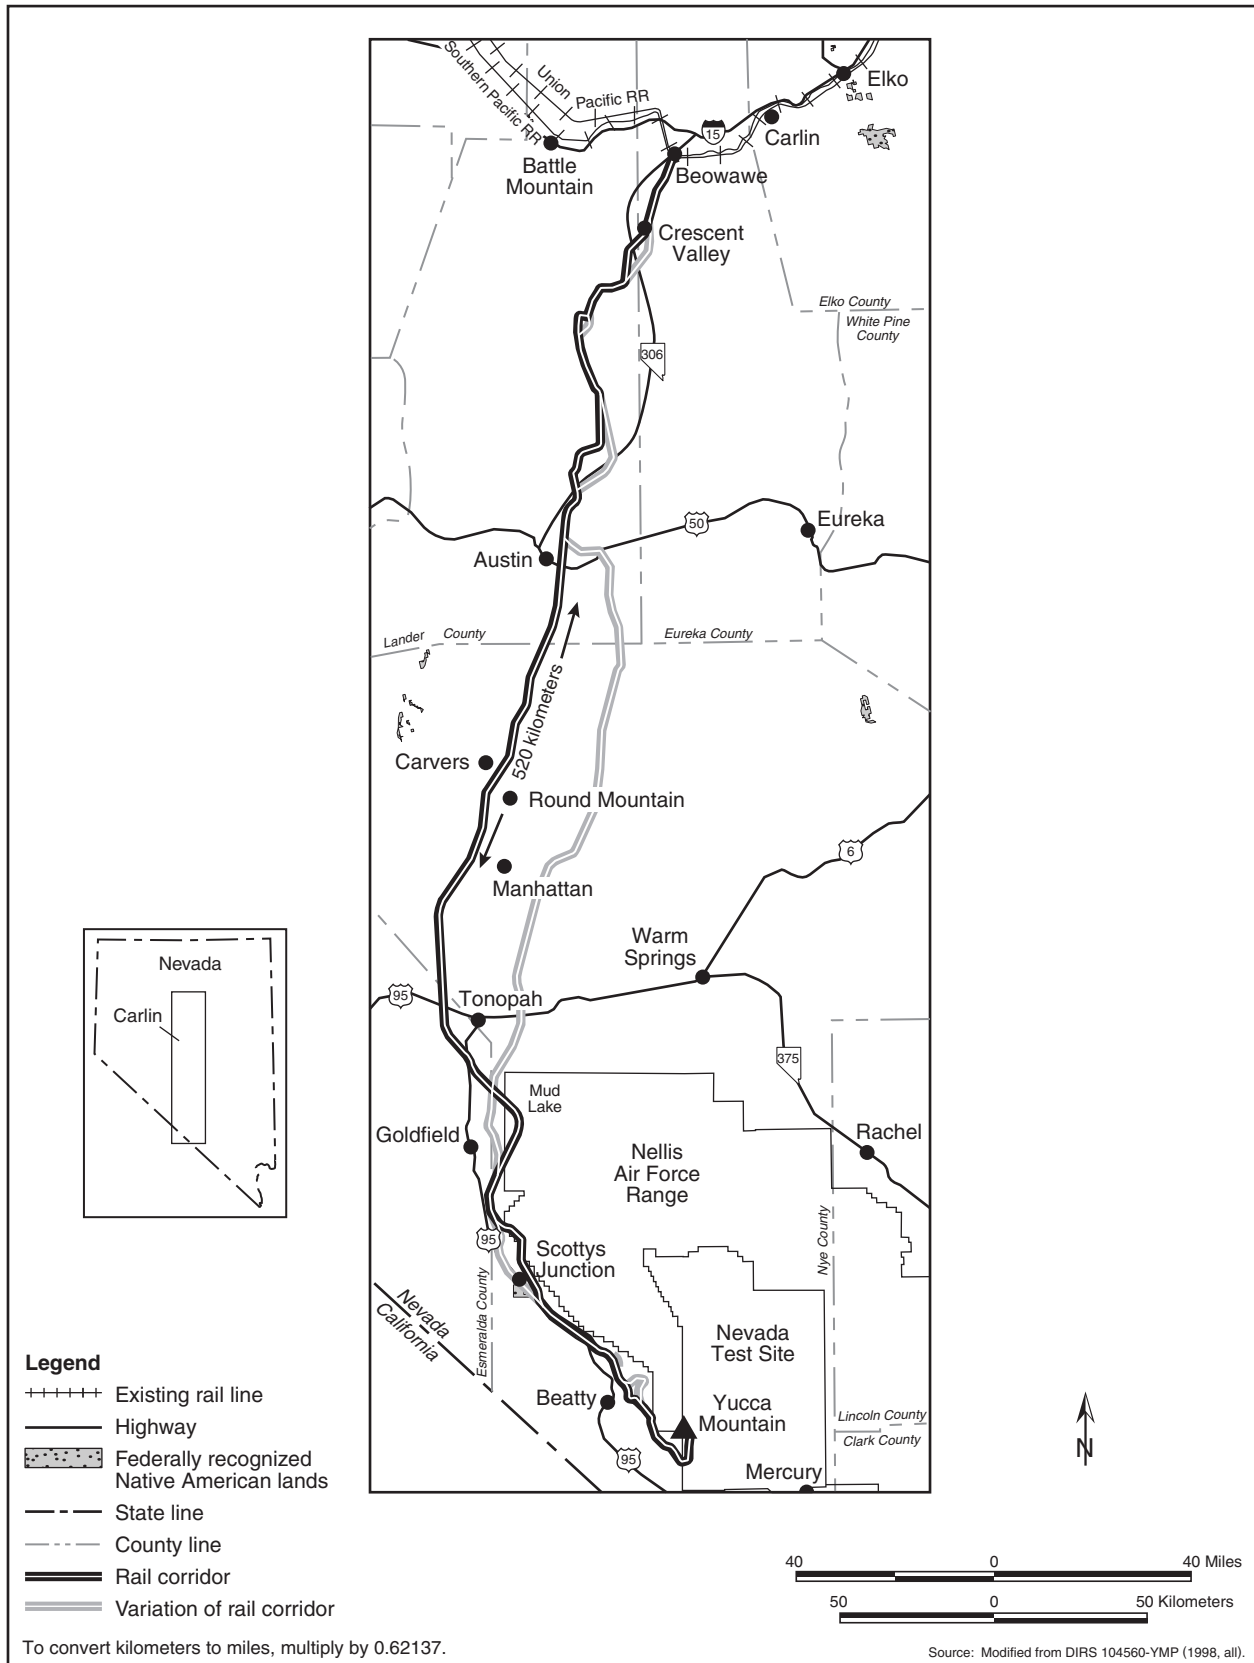 Southern Pacific RR
Union
Pacific RR
Elko
15
Carlin
Battle
Mountain
Beowawe
Crescent
Valley
Elko County
White Pine
County
306
50
Eureka
Austin
Lander County
Eureka County
520 kilometers
Carvers
Round Mountain
6
Manhattan
Warm
Springs
95
Tonopah
375
Mud
Lake
Goldfield
Rachel
Nellis
Air Force
Range
Nye County
95
Scottys
Junction
Esmeralda County
Nevada
California
Nevada
Test Site
Beatty
Yucca
Mountain
Lincoln County
Clark County
95
Mercury
Nevada
Carlin
Legend
Existing rail line
Highway
Federally recognized
Native American lands
State line
County line
Rail corridor
Variation of rail corridor
N
40 0 40 Miles
50 0 50 Kilometers
To convert kilometers to miles, multiply by 0.62137.
Source: Modified from DIRS 104560-YMP (1998, all).